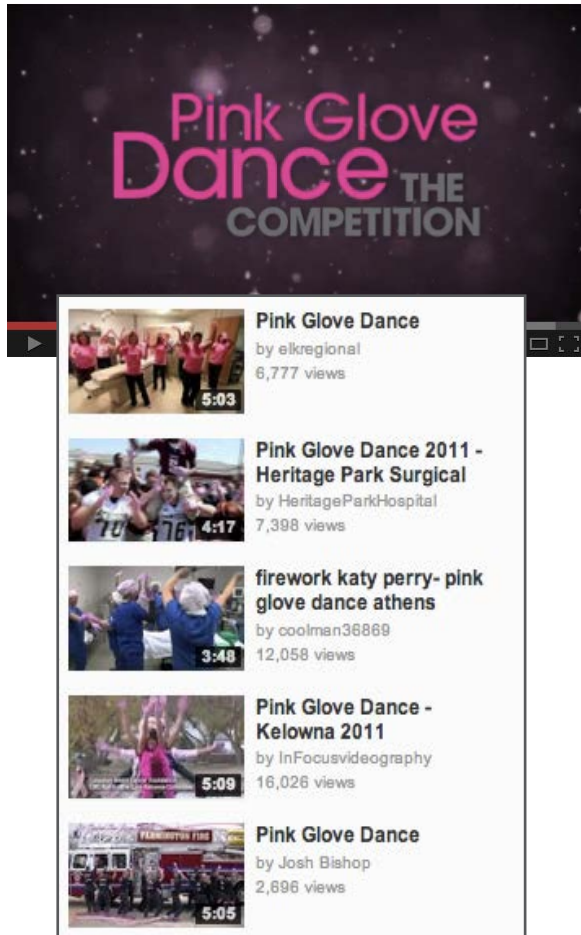 Pink Glove
Dance THE
COMPETITION
Pink Glove Dance
by elkregional
6,777 views
5:03
Pink Glove Dance 2011 -
Heritage Park Surgical
by HeritageParkHospital
7,398 views
70
76
4:17
firework katy perry- pink
glove dance athens
by coolman36869
12,058 views
3:48
Pink Glove Dance -
Kelowna 2011
by InFocusvideography
16,026 views
5:09
Pink Glove Dance
by Josh Bishop
2,696 views
FARMINGTON FIRE
5:05